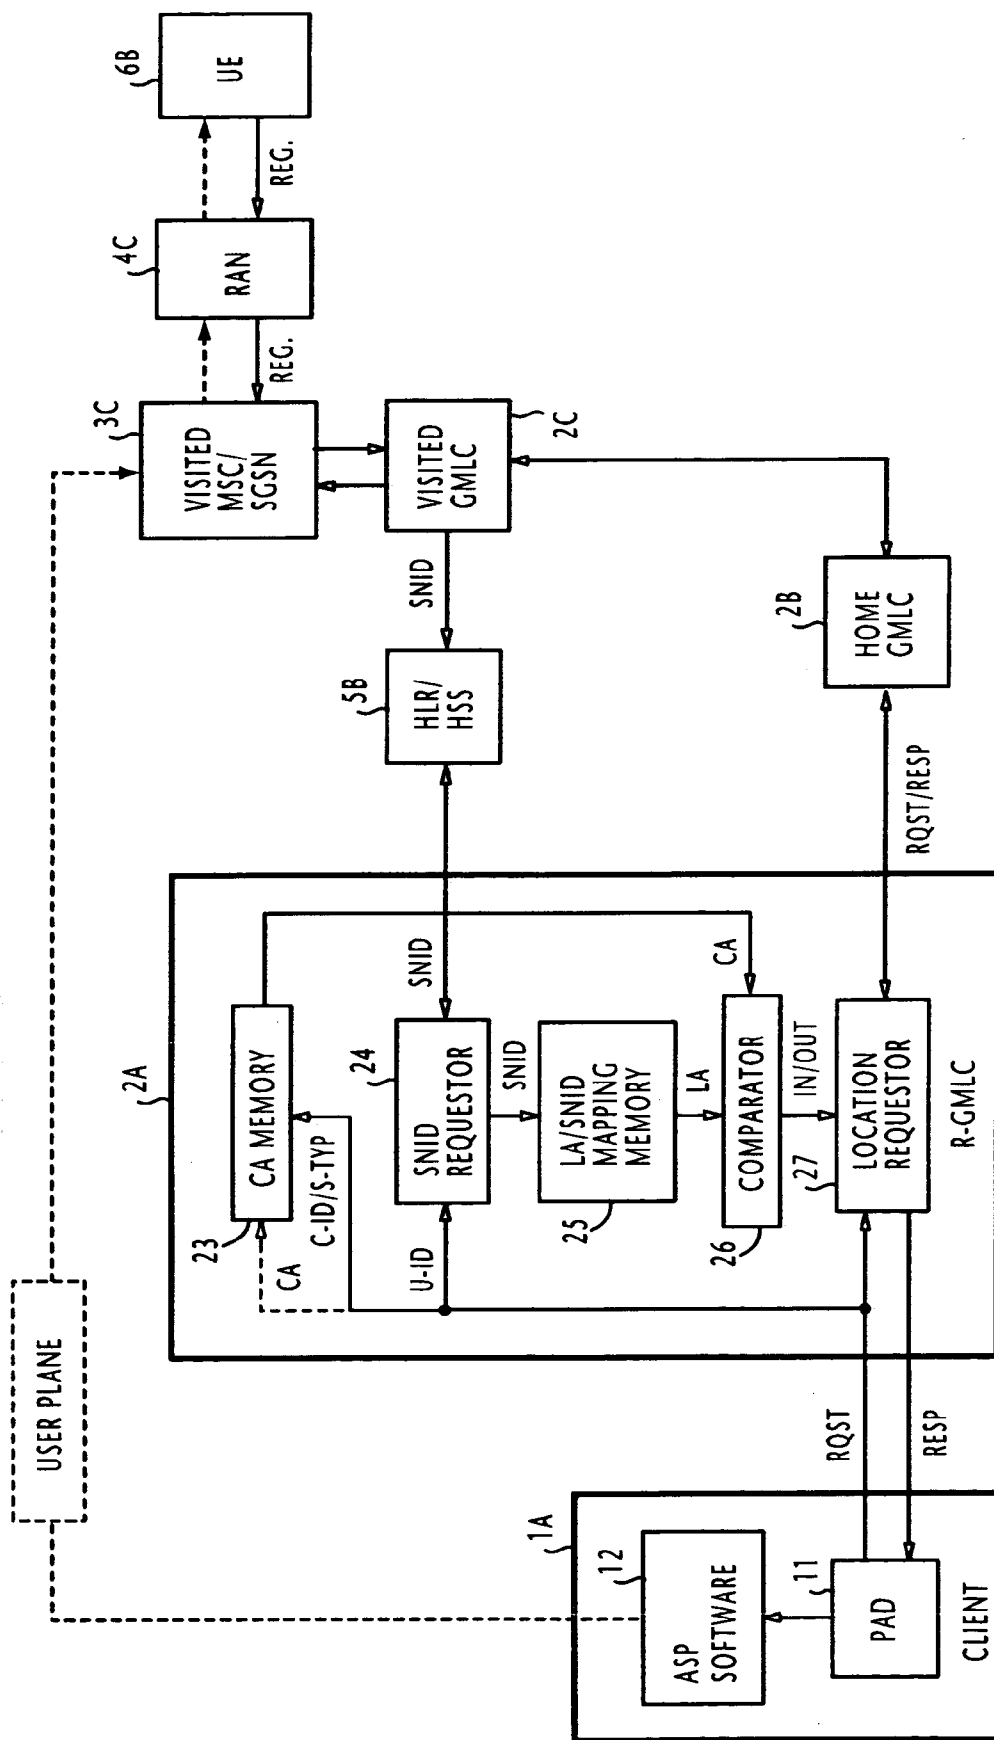 USER PLANE
1A
CLIENT
12
ASP
SOFTWARE
11
PAD
RQST
RESP
2A
R-GMLC
23
CA MEMORY
CA
C-ID/S-TYP
24
SNID
REQUESTOR
U-ID
SNID
SNID
25
LA/SNID
MAPPING
MEMORY
LA
CA
26
COMPARATOR
IN/OUT
27
LOCATION
REQUESTOR
RQST/RESP
5B
HLR/
HSS
SNID
2B
HOME
GMLC
3C
VISITED
MSC/
SGSN
2C
VISITED
GMLC
REG.
4C
RAN
REG.
6B
UE